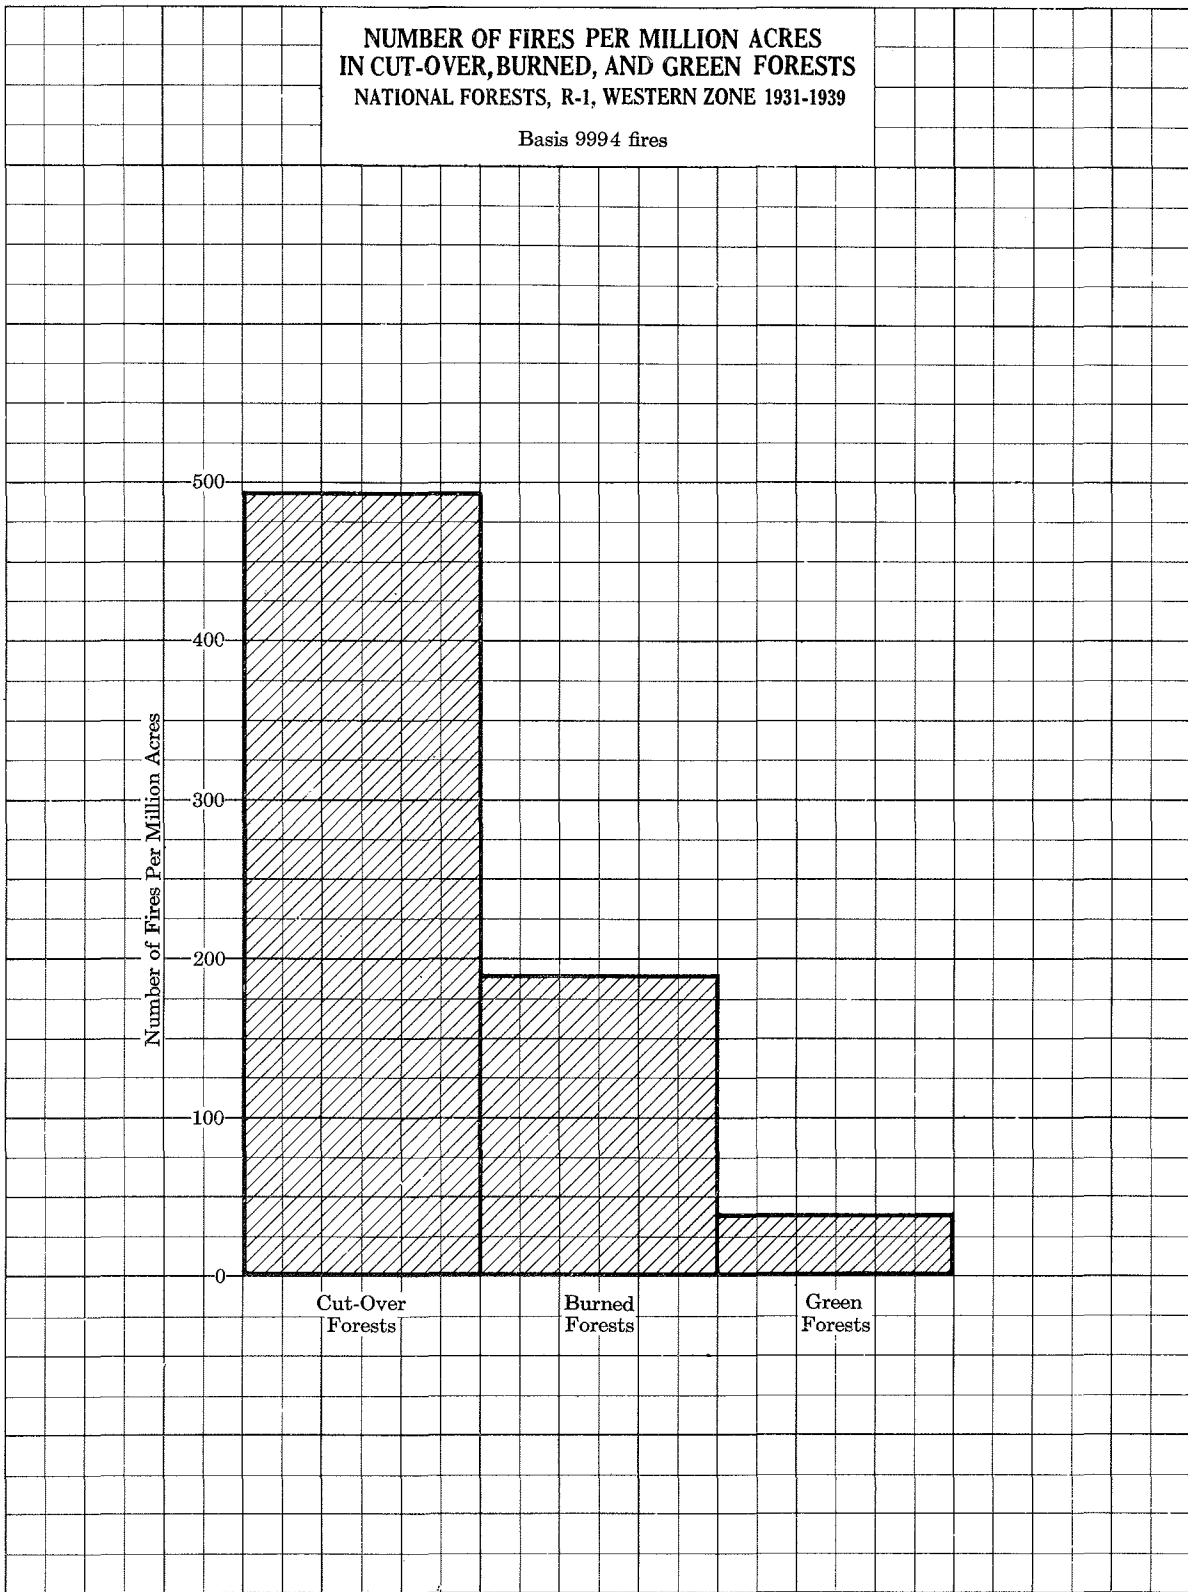 NUMBER OF FIRES PER MILLION ACRES
IN CUT-OVER, BURNED, AND GREEN FORESTS
NATIONAL FORESTS, R-1, WESTERN ZONE 1931-1939
Basis 9994 fires
500
400
300
200
100
0
Number of Fires Per Million Acres
Cut-Over
Forests
Burned
Forests
Green
Forests